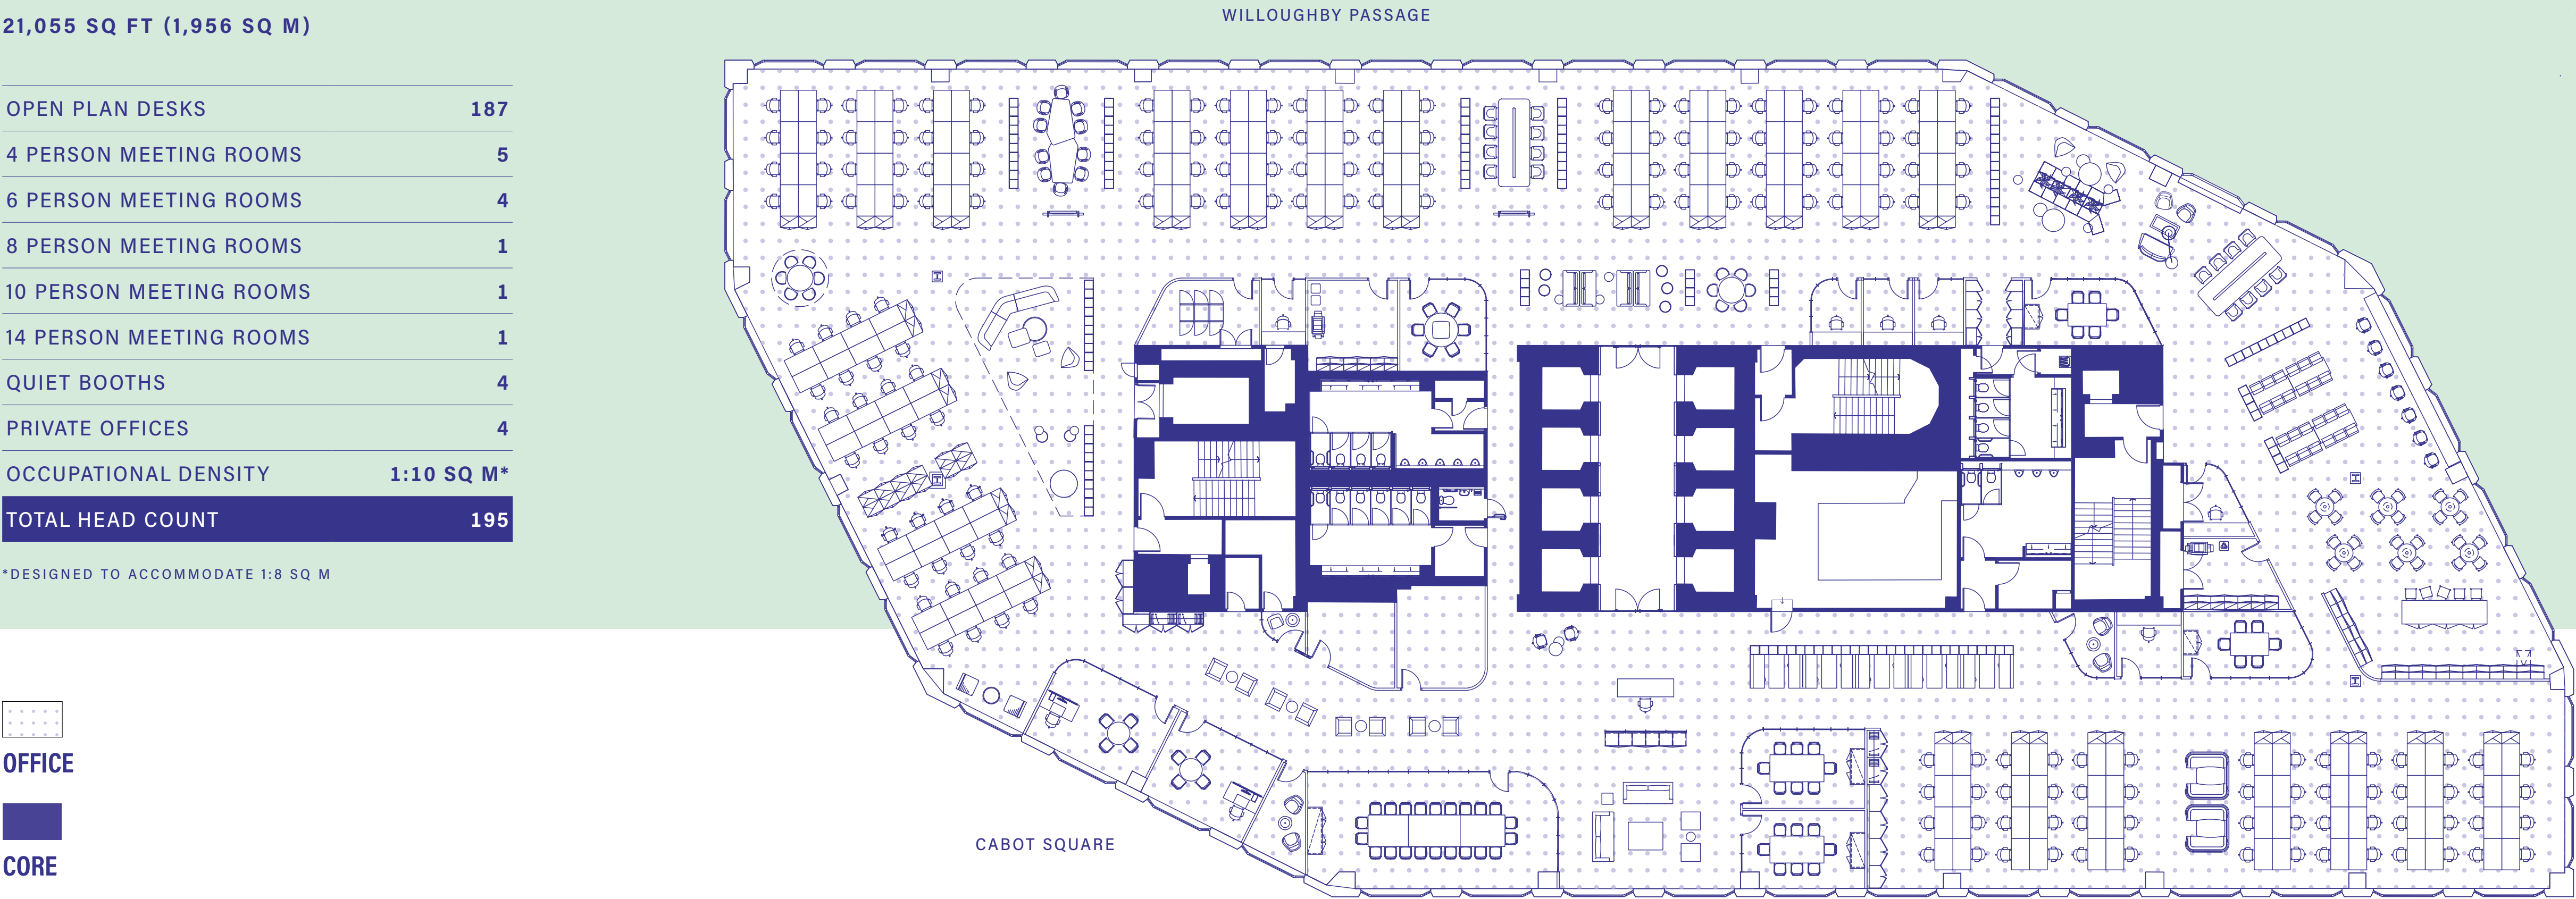 21,055 SQ FT (1,956 SQ M)
WILLOUGHBY PASSAGE
OPEN PLAN DESKS 187
4 PERSON MEETING ROOMS 5
6 PERSON MEETING ROOMS 4
8 PERSON MEETING ROOMS 1
10 PERSON MEETING ROOMS 1
14 PERSON MEETING ROOMS 1
QUIET BOOTHS 4
PRIVATE OFFICES 4
OCCUPATIONAL DENSITY 1:10 SQ M*
TOTAL HEAD COUNT 195
*DESIGNED TO ACCOMMODATE 1:8 SQ M
OFFICE
CORE
CABOT SQUARE